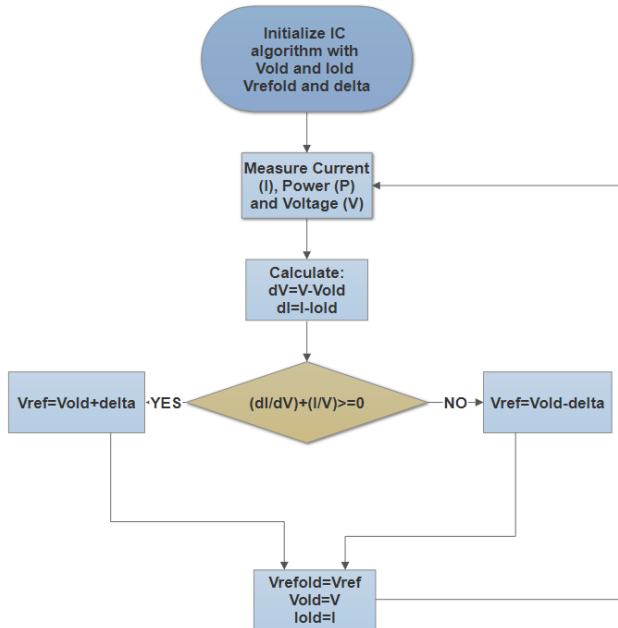 Initialize IC
algorithm with
Vold and Iold
Vrefold and delta
Measure Current
(I), Power (P)
and Voltage (V)
Calculate:
dV=V-Vold
dI=I-Iold
(dI/dV)+(I/V)>=0
YES
Vref=Vold+delta
NO
Vref=Vold-delta
Vrefold=Vref
Vold=V
Iold=I